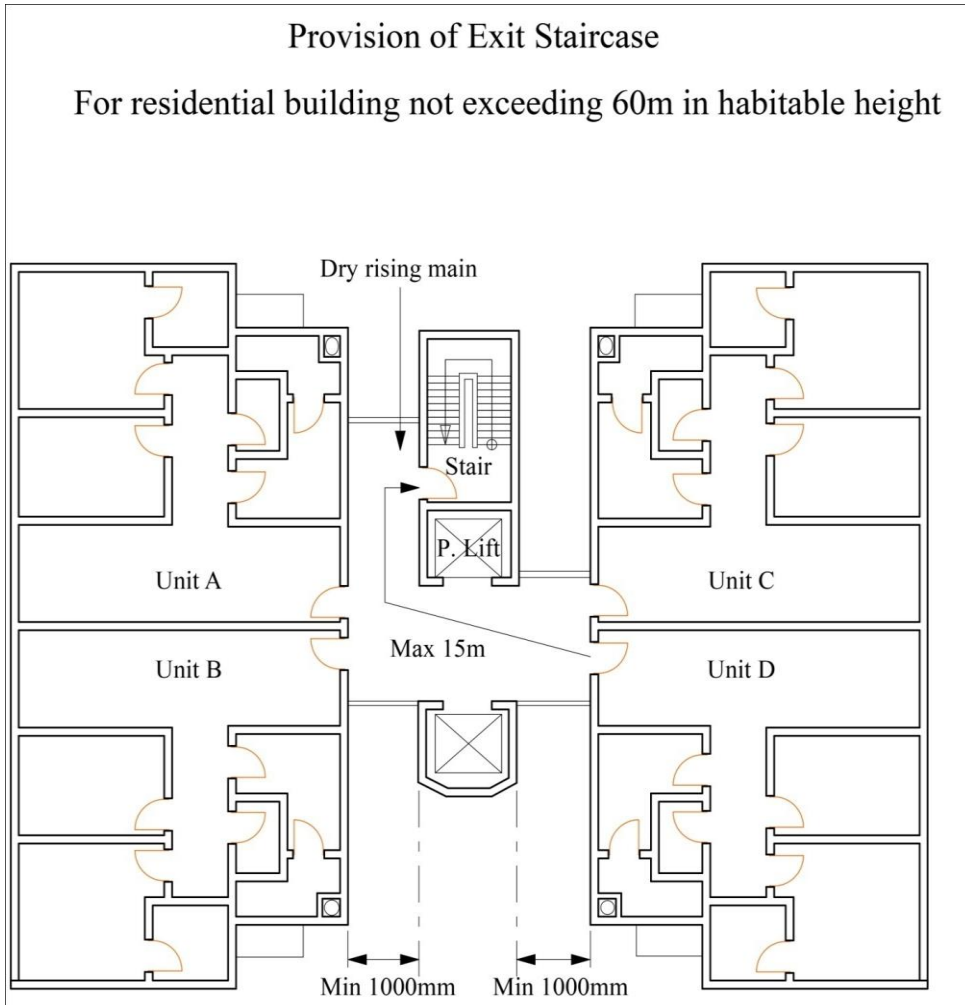 Provision of Exit Staircase
For residential building not exceeding 60m in habitable height
Dry rising main
Stair
P. Lift
Unit A
Unit C
Max 15m
Unit B
Unit D
Min 1000mm
Min 1000mm